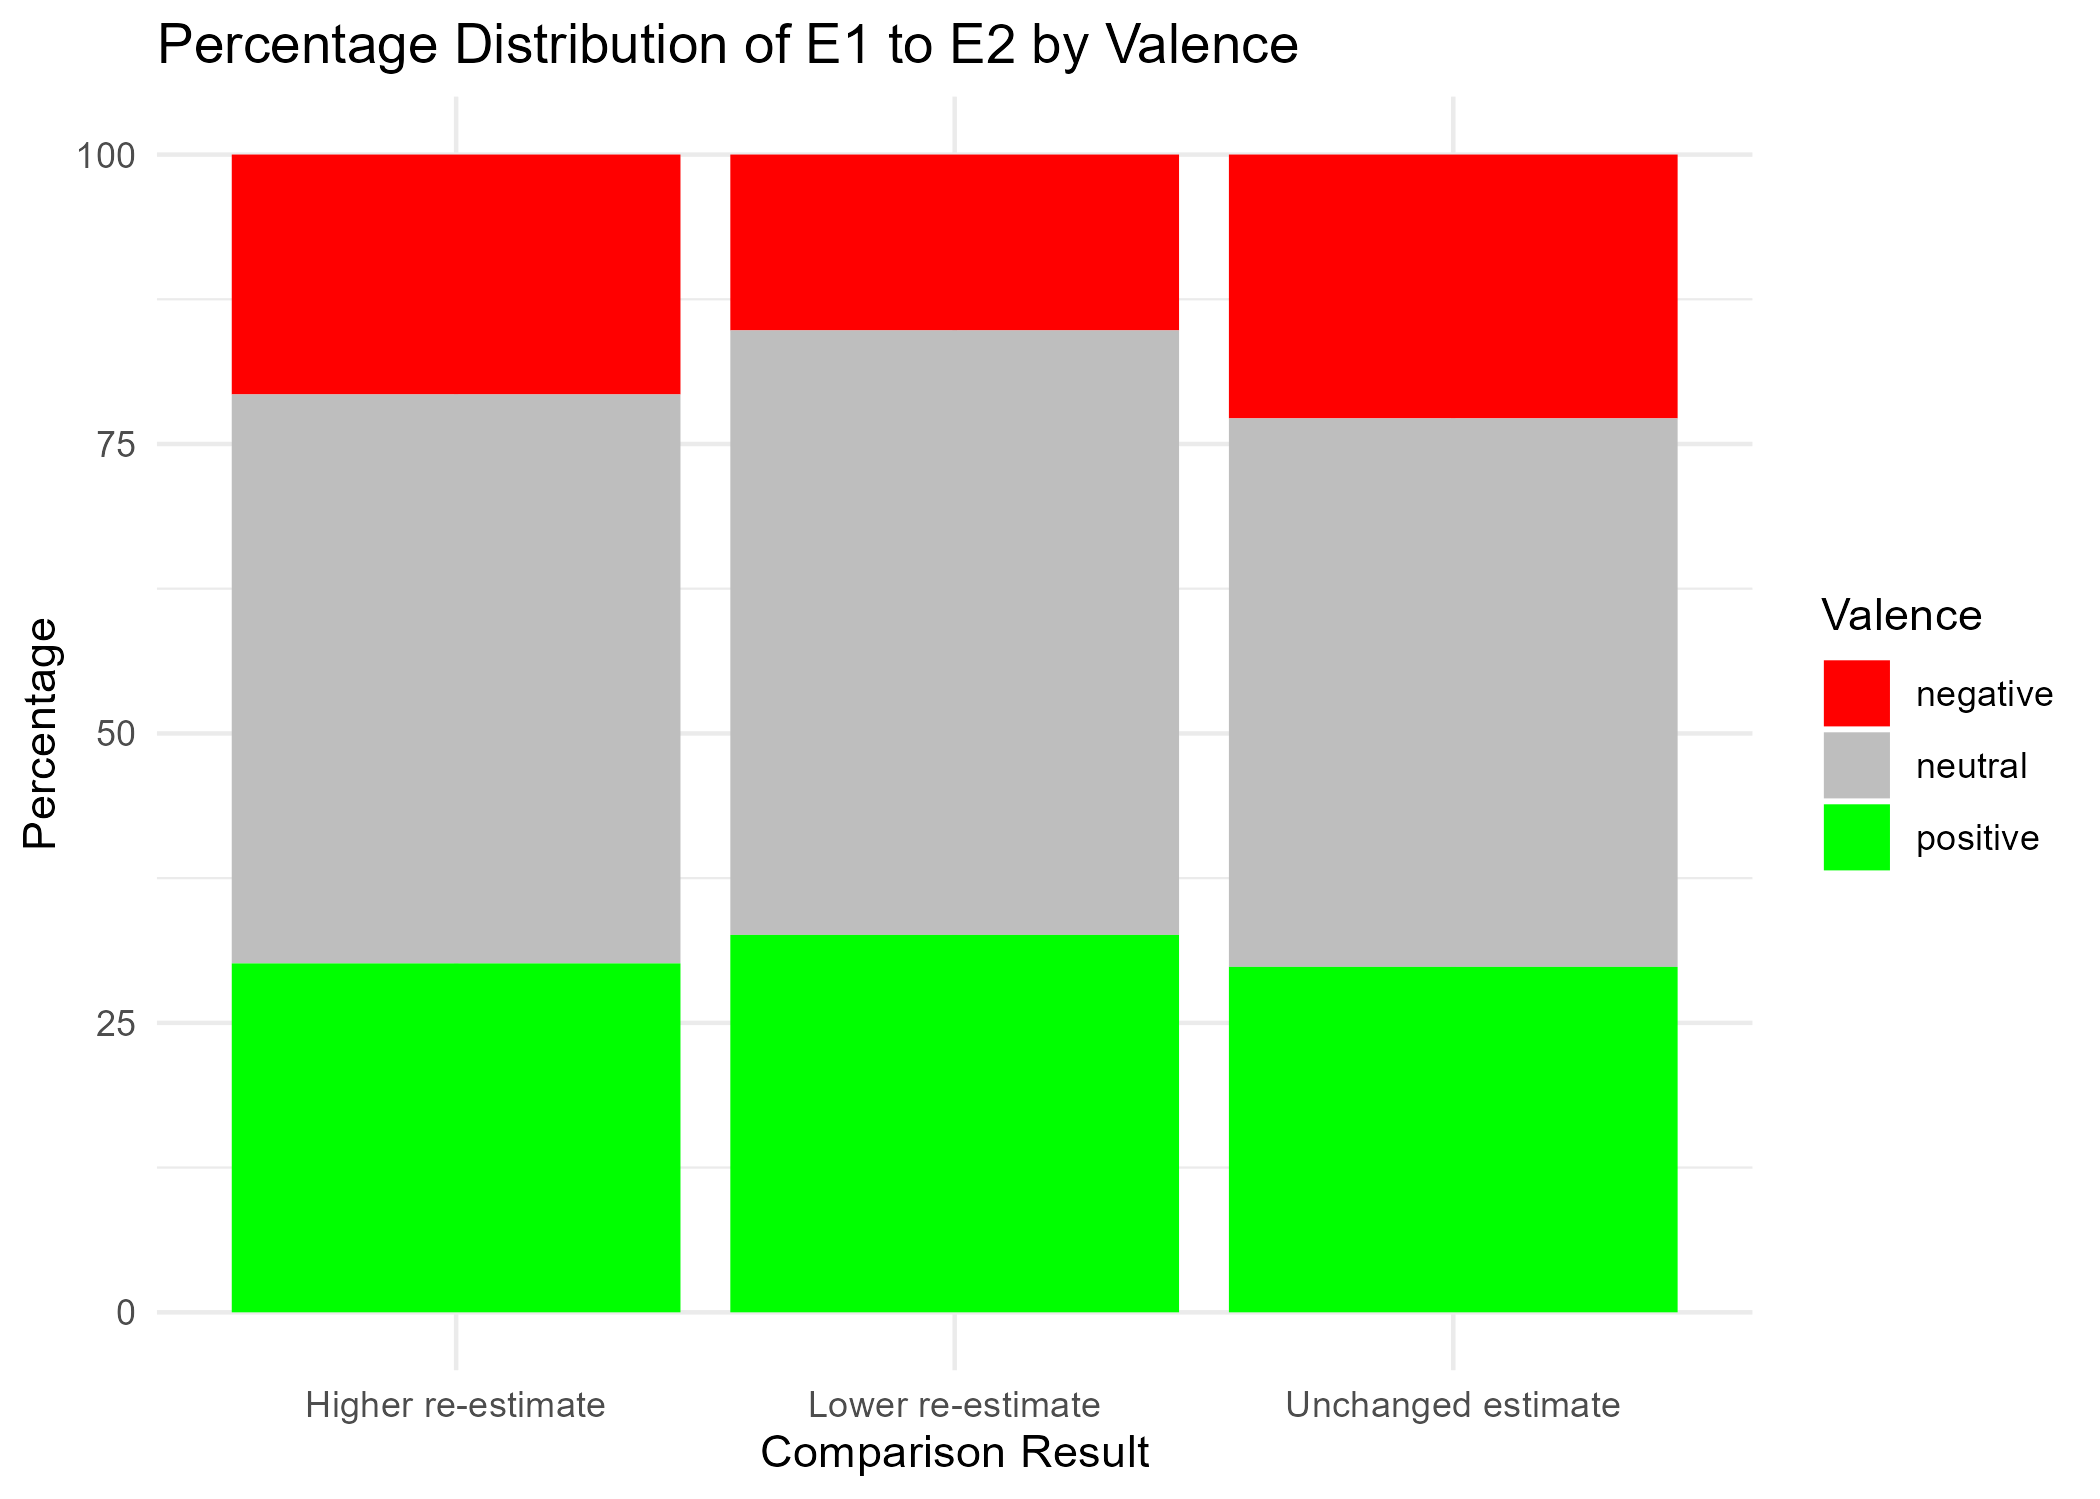 Percentage Distribution of E1 to E2 by Valence
100
75
50
25
0
Percentage
Higher re-estimate
Lower re-estimate
Unchanged estimate
Comparison Result
Valence
negative
neutral
positive